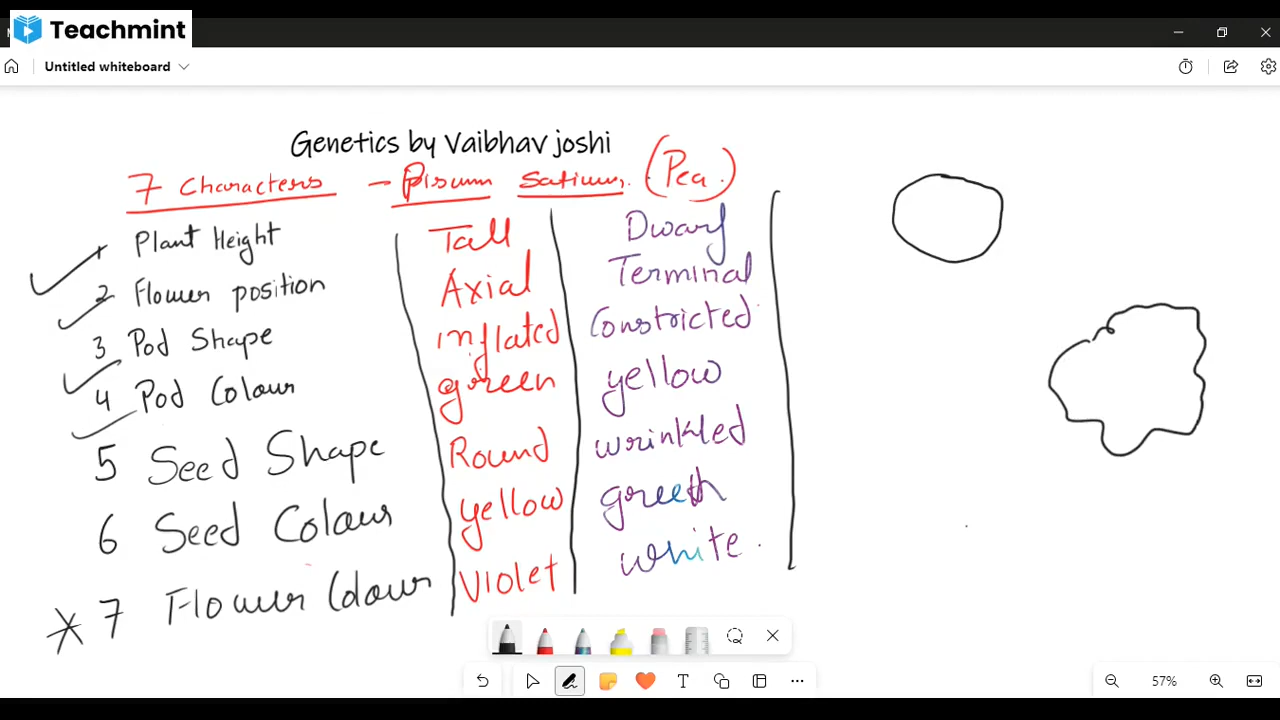 Teachmint
Untitled whiteboard
Genetics by Vaibhav joshi
7 Characters - Pisum Sativum. (Pea.)
1 Plant Height Tall Dwarf
2 Flower position Axial Terminal
3 Pod Shape inflated Constricted
4 Pod Colour green yellow
5 Seed Shape Round wrinkled
6 Seed Colour yellow green
* 7 Flower Colour Violet white
57%